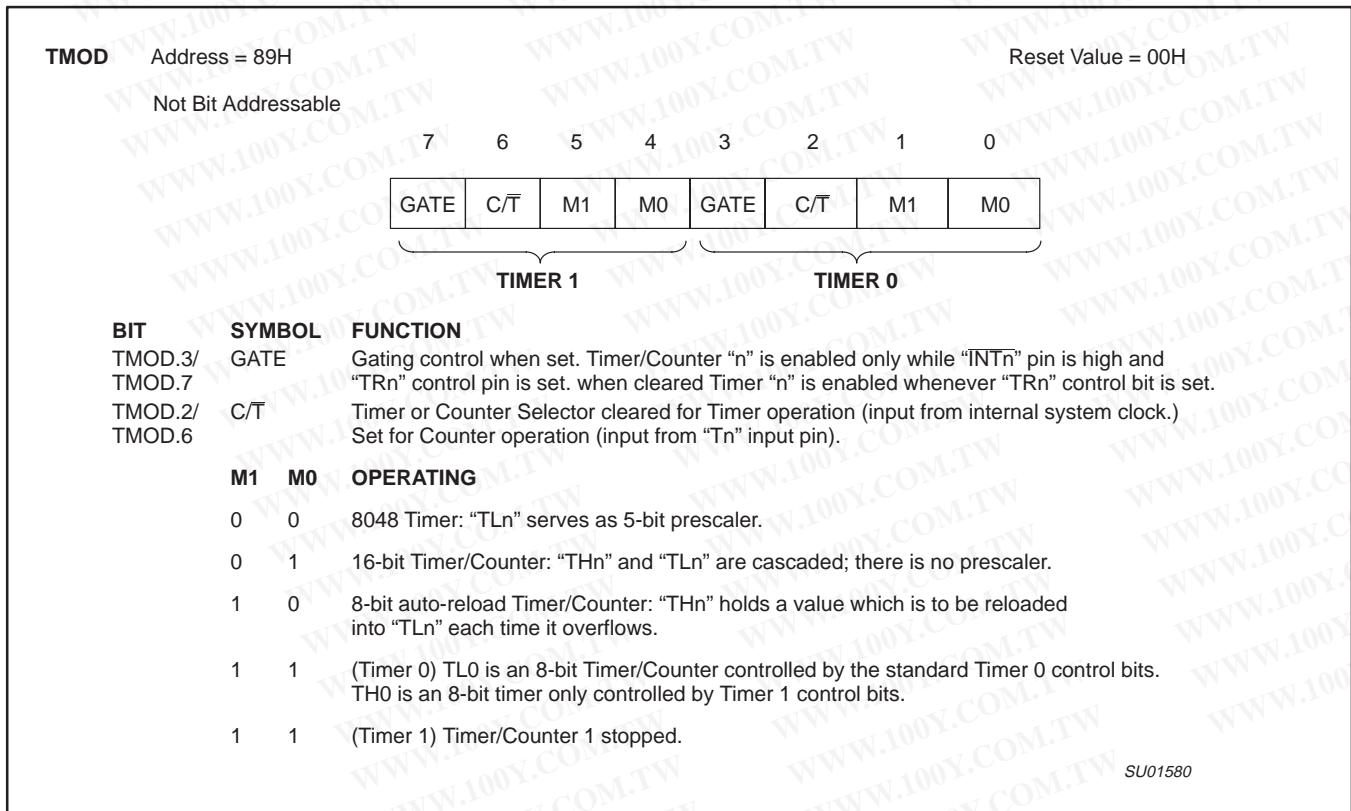 TMOD Address = 89H Reset Value = 00H
Not Bit Addressable
7 6 5 4 3 2 1 0
GATE C/T̅ M1 M0 GATE C/T̅ M1 M0
TIMER 1 TIMER 0
BIT SYMBOL FUNCTION
TMOD.3/ GATE Gating control when set. Timer/Counter “n” is enabled only while “I̅N̅T̅n̅” pin is high and
TMOD.7 “TRn” control pin is set. when cleared Timer “n” is enabled whenever “TRn” control bit is set.
TMOD.2/ C/T̅ Timer or Counter Selector cleared for Timer operation (input from internal system clock.)
TMOD.6 Set for Counter operation (input from “Tn” input pin).
M1 M0 OPERATING
0 0 8048 Timer: “TLn” serves as 5-bit prescaler.
0 1 16-bit Timer/Counter: “THn” and “TLn” are cascaded; there is no prescaler.
1 0 8-bit auto-reload Timer/Counter: “THn” holds a value which is to be reloaded
into “TLn” each time it overflows.
1 1 (Timer 0) TL0 is an 8-bit Timer/Counter controlled by the standard Timer 0 control bits.
TH0 is an 8-bit timer only controlled by Timer 1 control bits.
1 1 (Timer 1) Timer/Counter 1 stopped.
SU01580
WWW.100Y.COM.TW